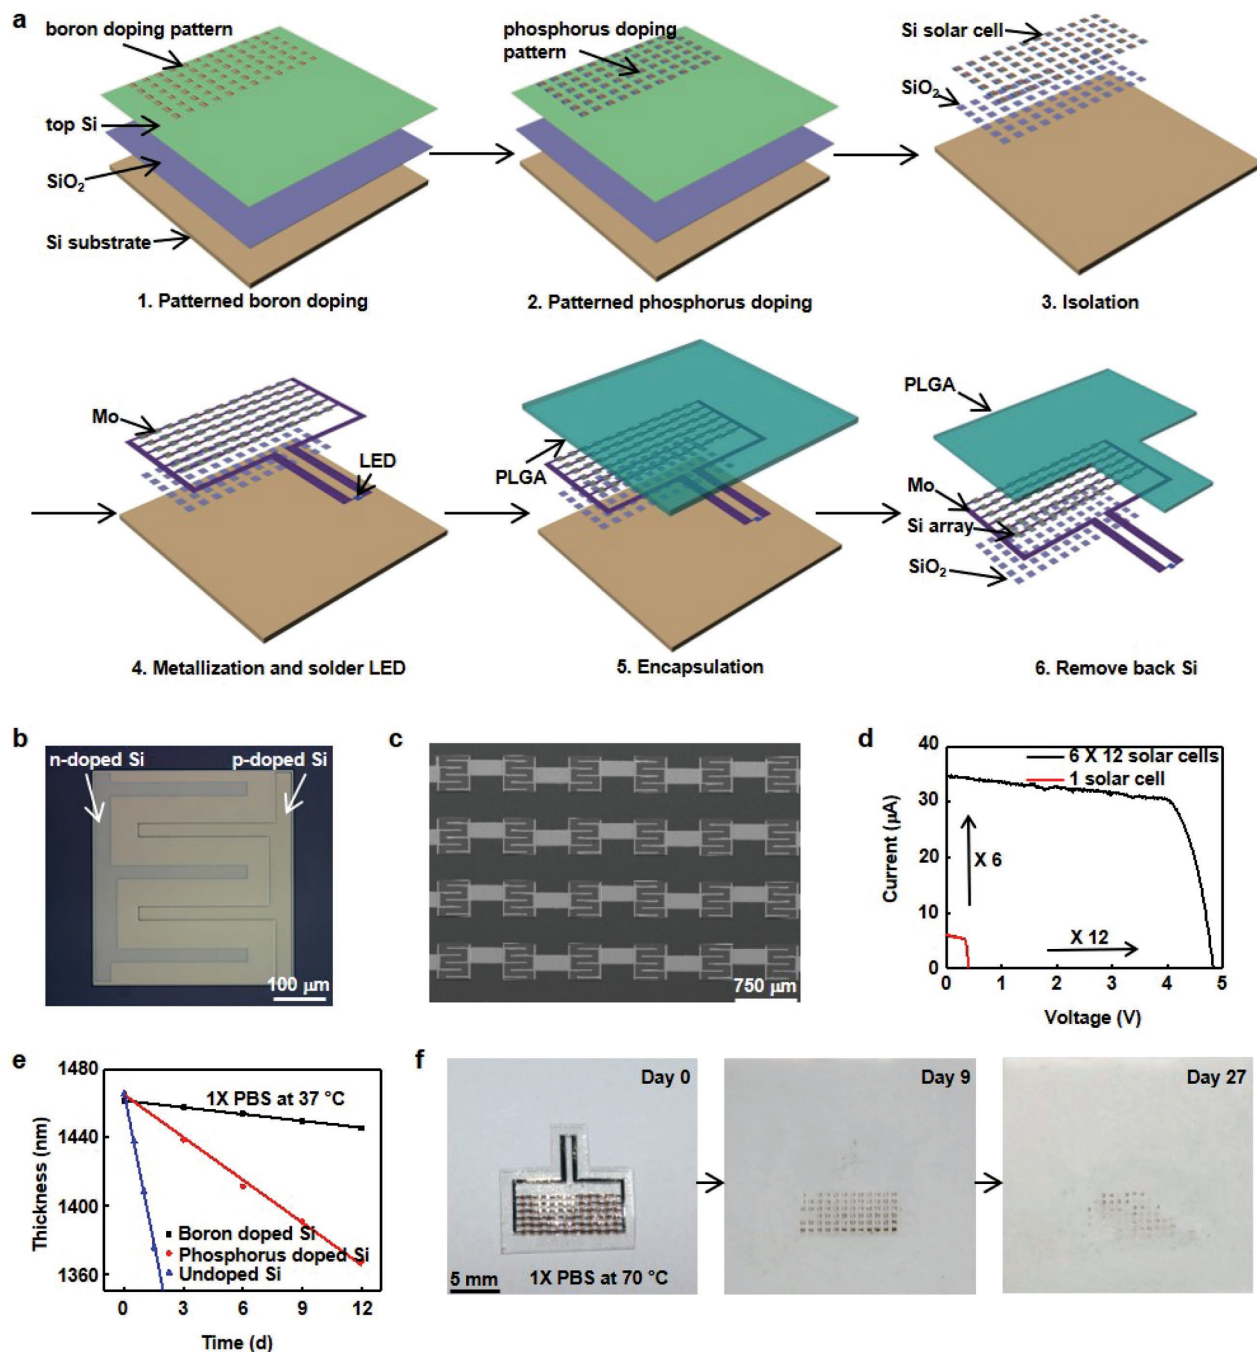 a
boron doping pattern
top Si
SiO2
Si substrate
1. Patterned boron doping
phosphorus doping
pattern
2. Patterned phosphorus doping
Si solar cell
SiO2
3. Isolation
Mo
LED
4. Metallization and solder LED
PLGA
5. Encapsulation
PLGA
Mo
Si array
SiO2
6. Remove back Si
b
n-doped Si
p-doped Si
100 μm
c
750 μm
d
40
30
20
10
0
Current (μA)
6 X 12 solar cells
1 solar cell
X 6
X 12
0 1 2 3 4 5
Voltage (V)
e
1480
1440
1400
1360
Thickness (nm)
1X PBS at 37 °C
Boron doped Si
Phosphorus doped Si
Undoped Si
0 3 6 9 12
Time (d)
f
Day 0
5 mm
1X PBS at 70 °C
Day 9
Day 27